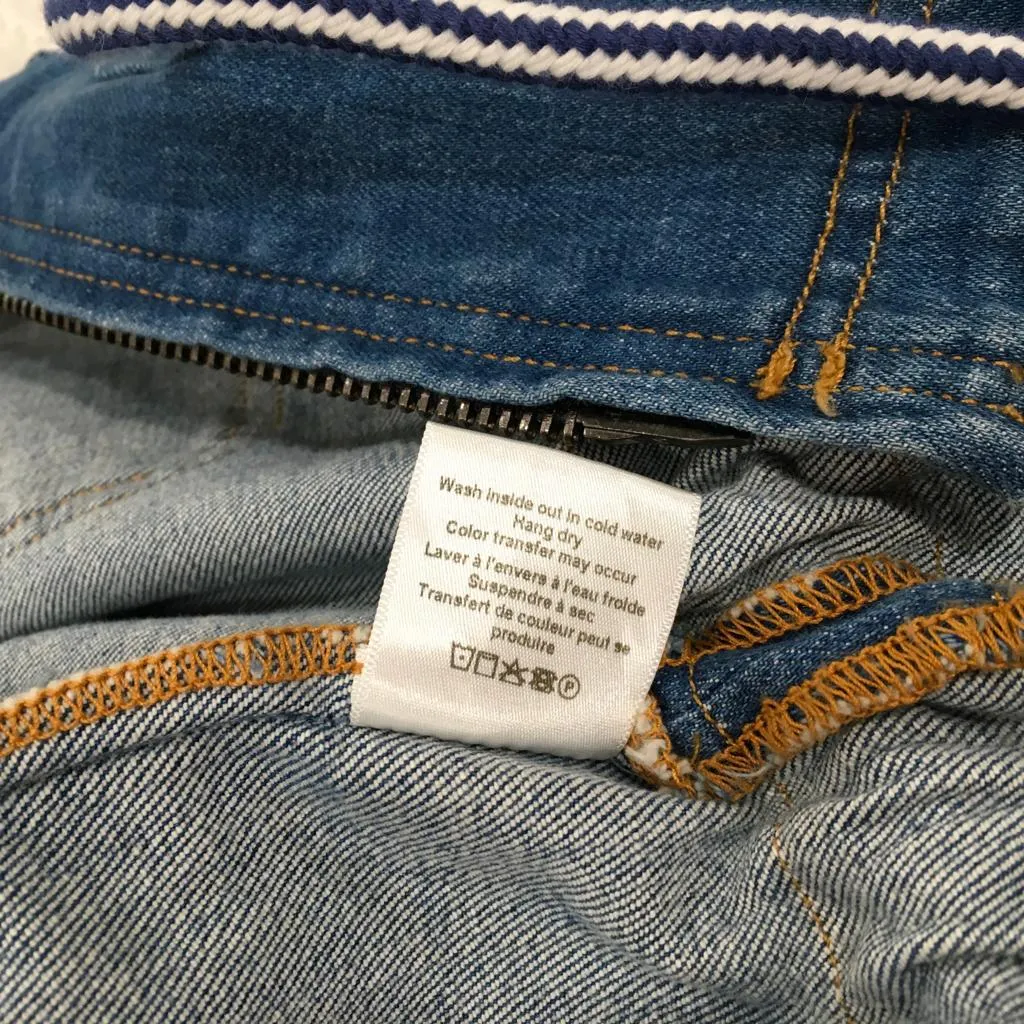 Wash inside out in cold water
Hang dry
Color transfer may occur
Laver à l'envers à l'eau froide
Suspendre à sec
Transfert de couleur peut se
produire
P